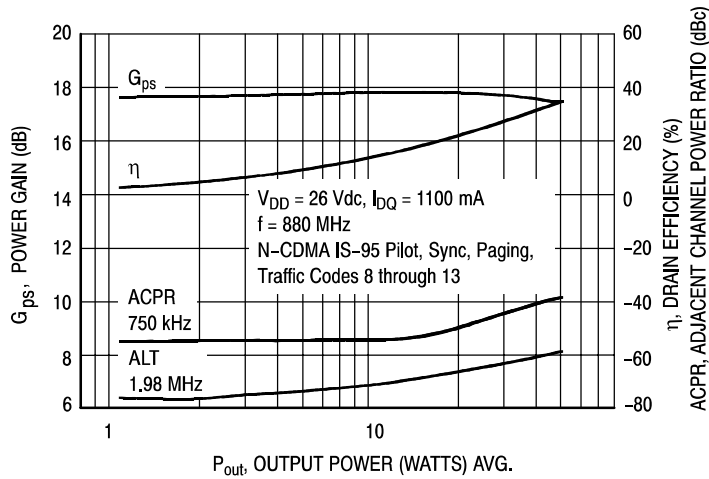 G_ps, POWER GAIN (dB)
20
18
16
14
12
10
8
6
G_ps
η
V_DD = 26 Vdc, I_DQ = 1100 mA
f = 880 MHz
N−CDMA IS−95 Pilot, Sync, Paging,
Traffic Codes 8 through 13
ACPR
750 kHz
ALT
1.98 MHz
60
40
20
0
−20
−40
−60
−80
η, DRAIN EFFICIENCY (%)
ACPR, ADJACENT CHANNEL POWER RATIO (dBc)
1
10
P_out, OUTPUT POWER (WATTS) AVG.